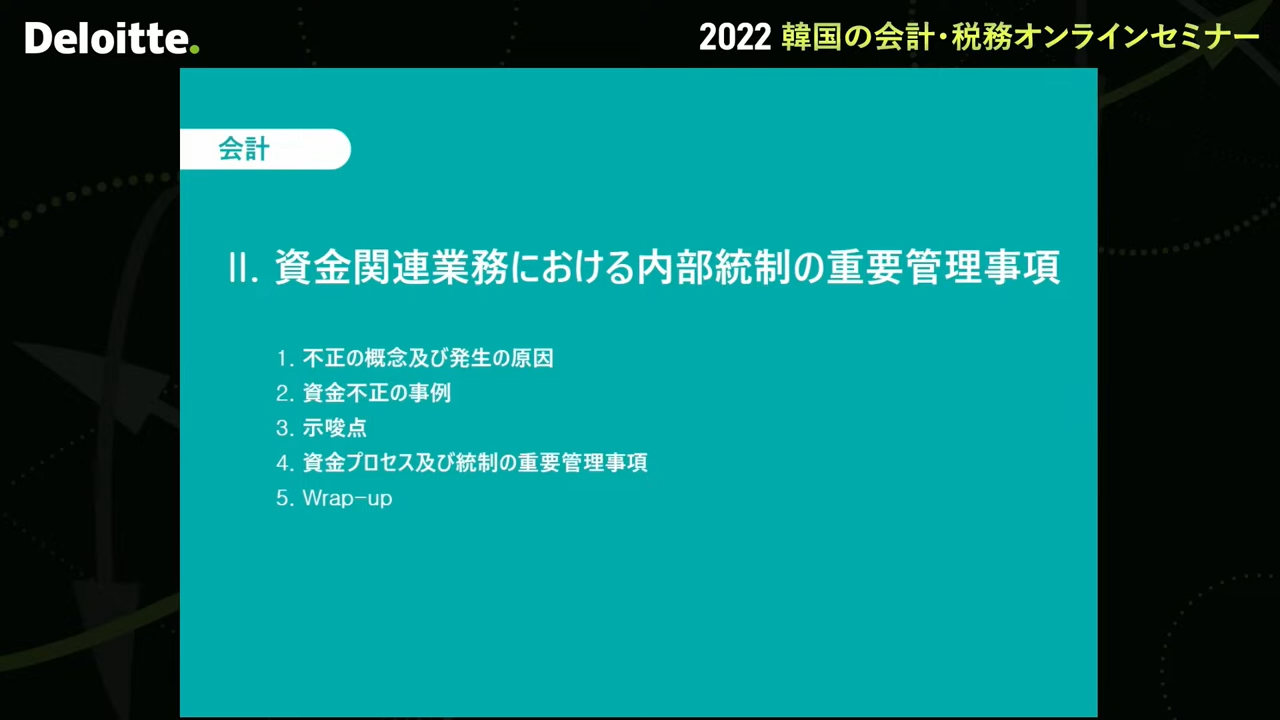 Deloitte.
2022 韓国の会計・税務オンラインセミナー
会計
II. 資金関連業務における内部統制の重要管理事項
1. 不正の概念及び発生の原因
2. 資金不正の事例
3. 示唆点
4. 資金プロセス及び統制の重要管理事項
5. Wrap-up